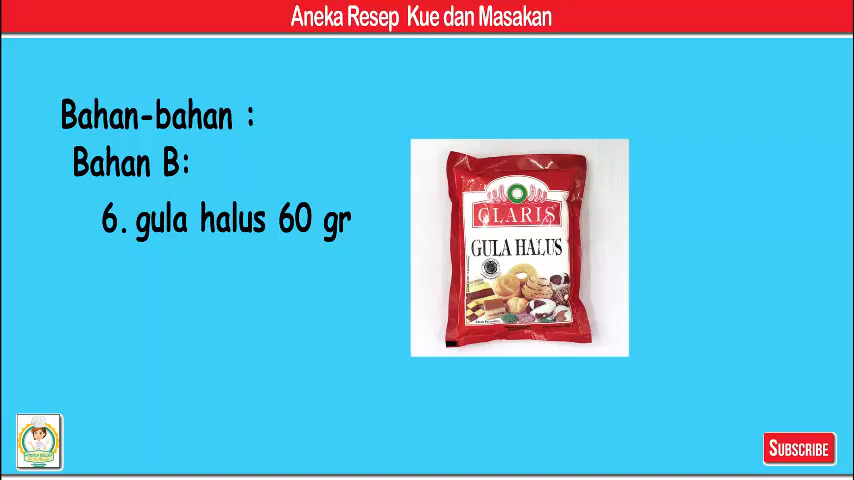 Aneka Resep Kue dan Masakan
Bahan-bahan :
Bahan B:
6. gula halus 60 gr
CLARIS
GULA HALUS
SUBSCRIBE